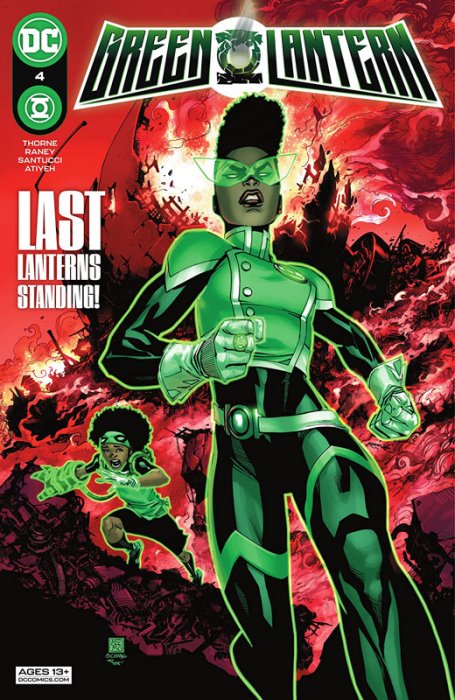 DC
GREEN LANTERN
4
THORNE
RANEY
SANTUCCI
ATIYEH
LAST
LANTERNS
STANDING!
AGES 13+
DCCOMICS.COM